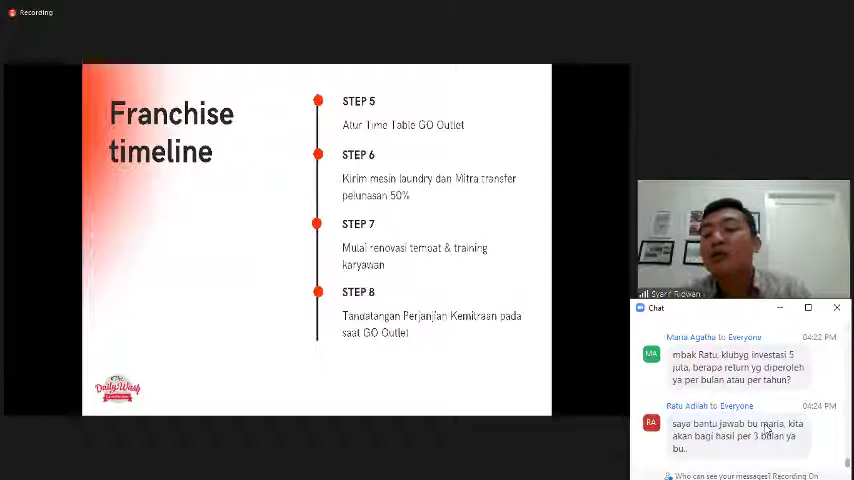 Recording
Franchise
timeline
STEP 5
Atur Time Table GO Outlet
STEP 6
Kirim mesin laundry dan Mitra transfer
pelunasan 50%
STEP 7
Mulai renovasi tempat & training
karyawan
STEP 8
Tandatangan Perjanjian Kemitraan pada
saat GO Outlet
The
DailyWash
Syarif Ridwan
Chat
Maria Agatha to Everyone 04:22 PM
MA
mbak Ratu, klubyg investasi 5
juta, berapa return yg diperoleh
ya per bulan atau per tahun?
Ratu Adilah to Everyone 04:24 PM
RA
saya bantu jawab bu maria, kita
akan bagi hasil per 3 bulan ya
bu..
Who can see your messages? Recording On